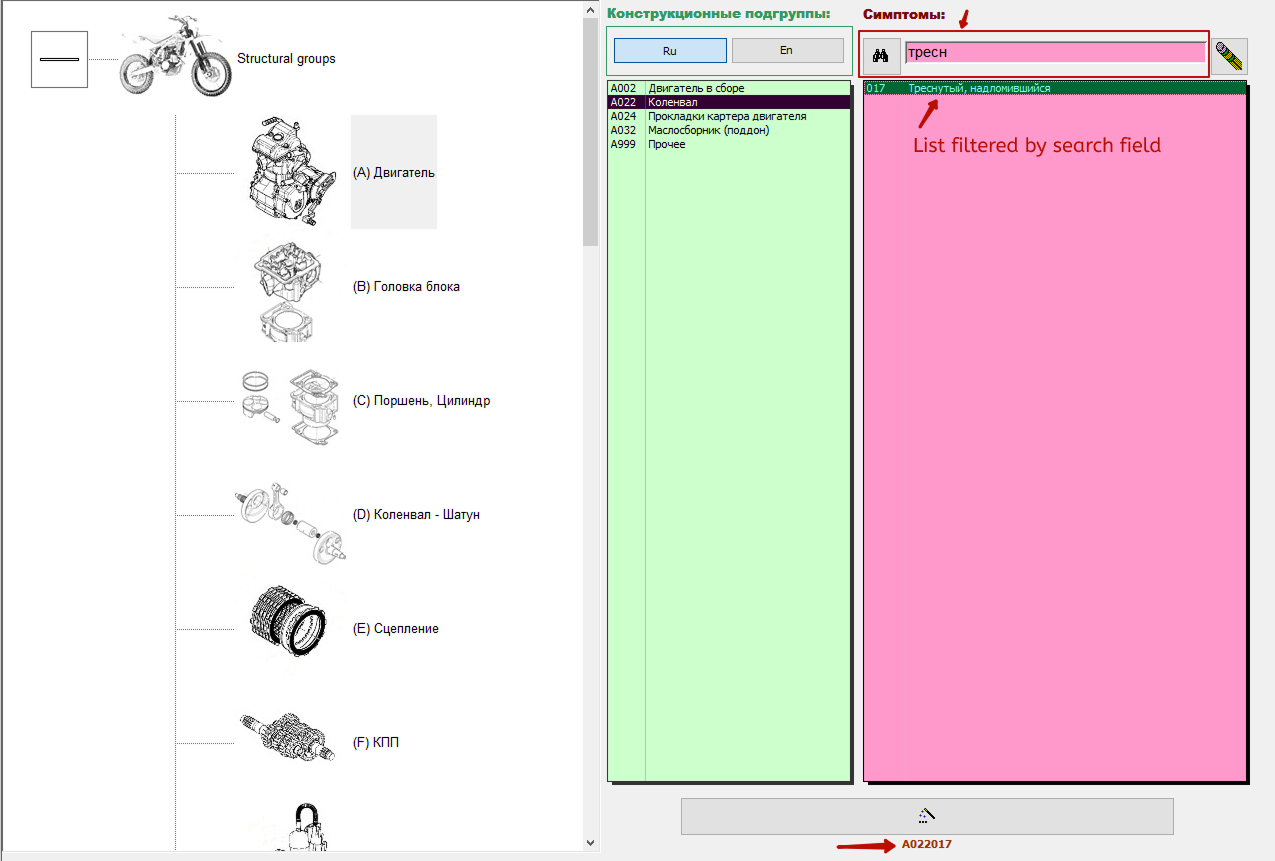 Structural groups
(A) Двигатель
(B) Головка блока
(C) Поршень, Цилиндр
(D) Коленвал - Шатун
(E) Сцепление
(F) КПП
Конструкционные подгруппы:
Ru
En
A002 Двигатель в сборе
A022 Коленвал
A024 Прокладки картера двигателя
A032 Маслосборник (поддон)
A999 Прочее
Симптомы:
тресн
017 Треснутый, надломившийся
List filtered by search field
A022017